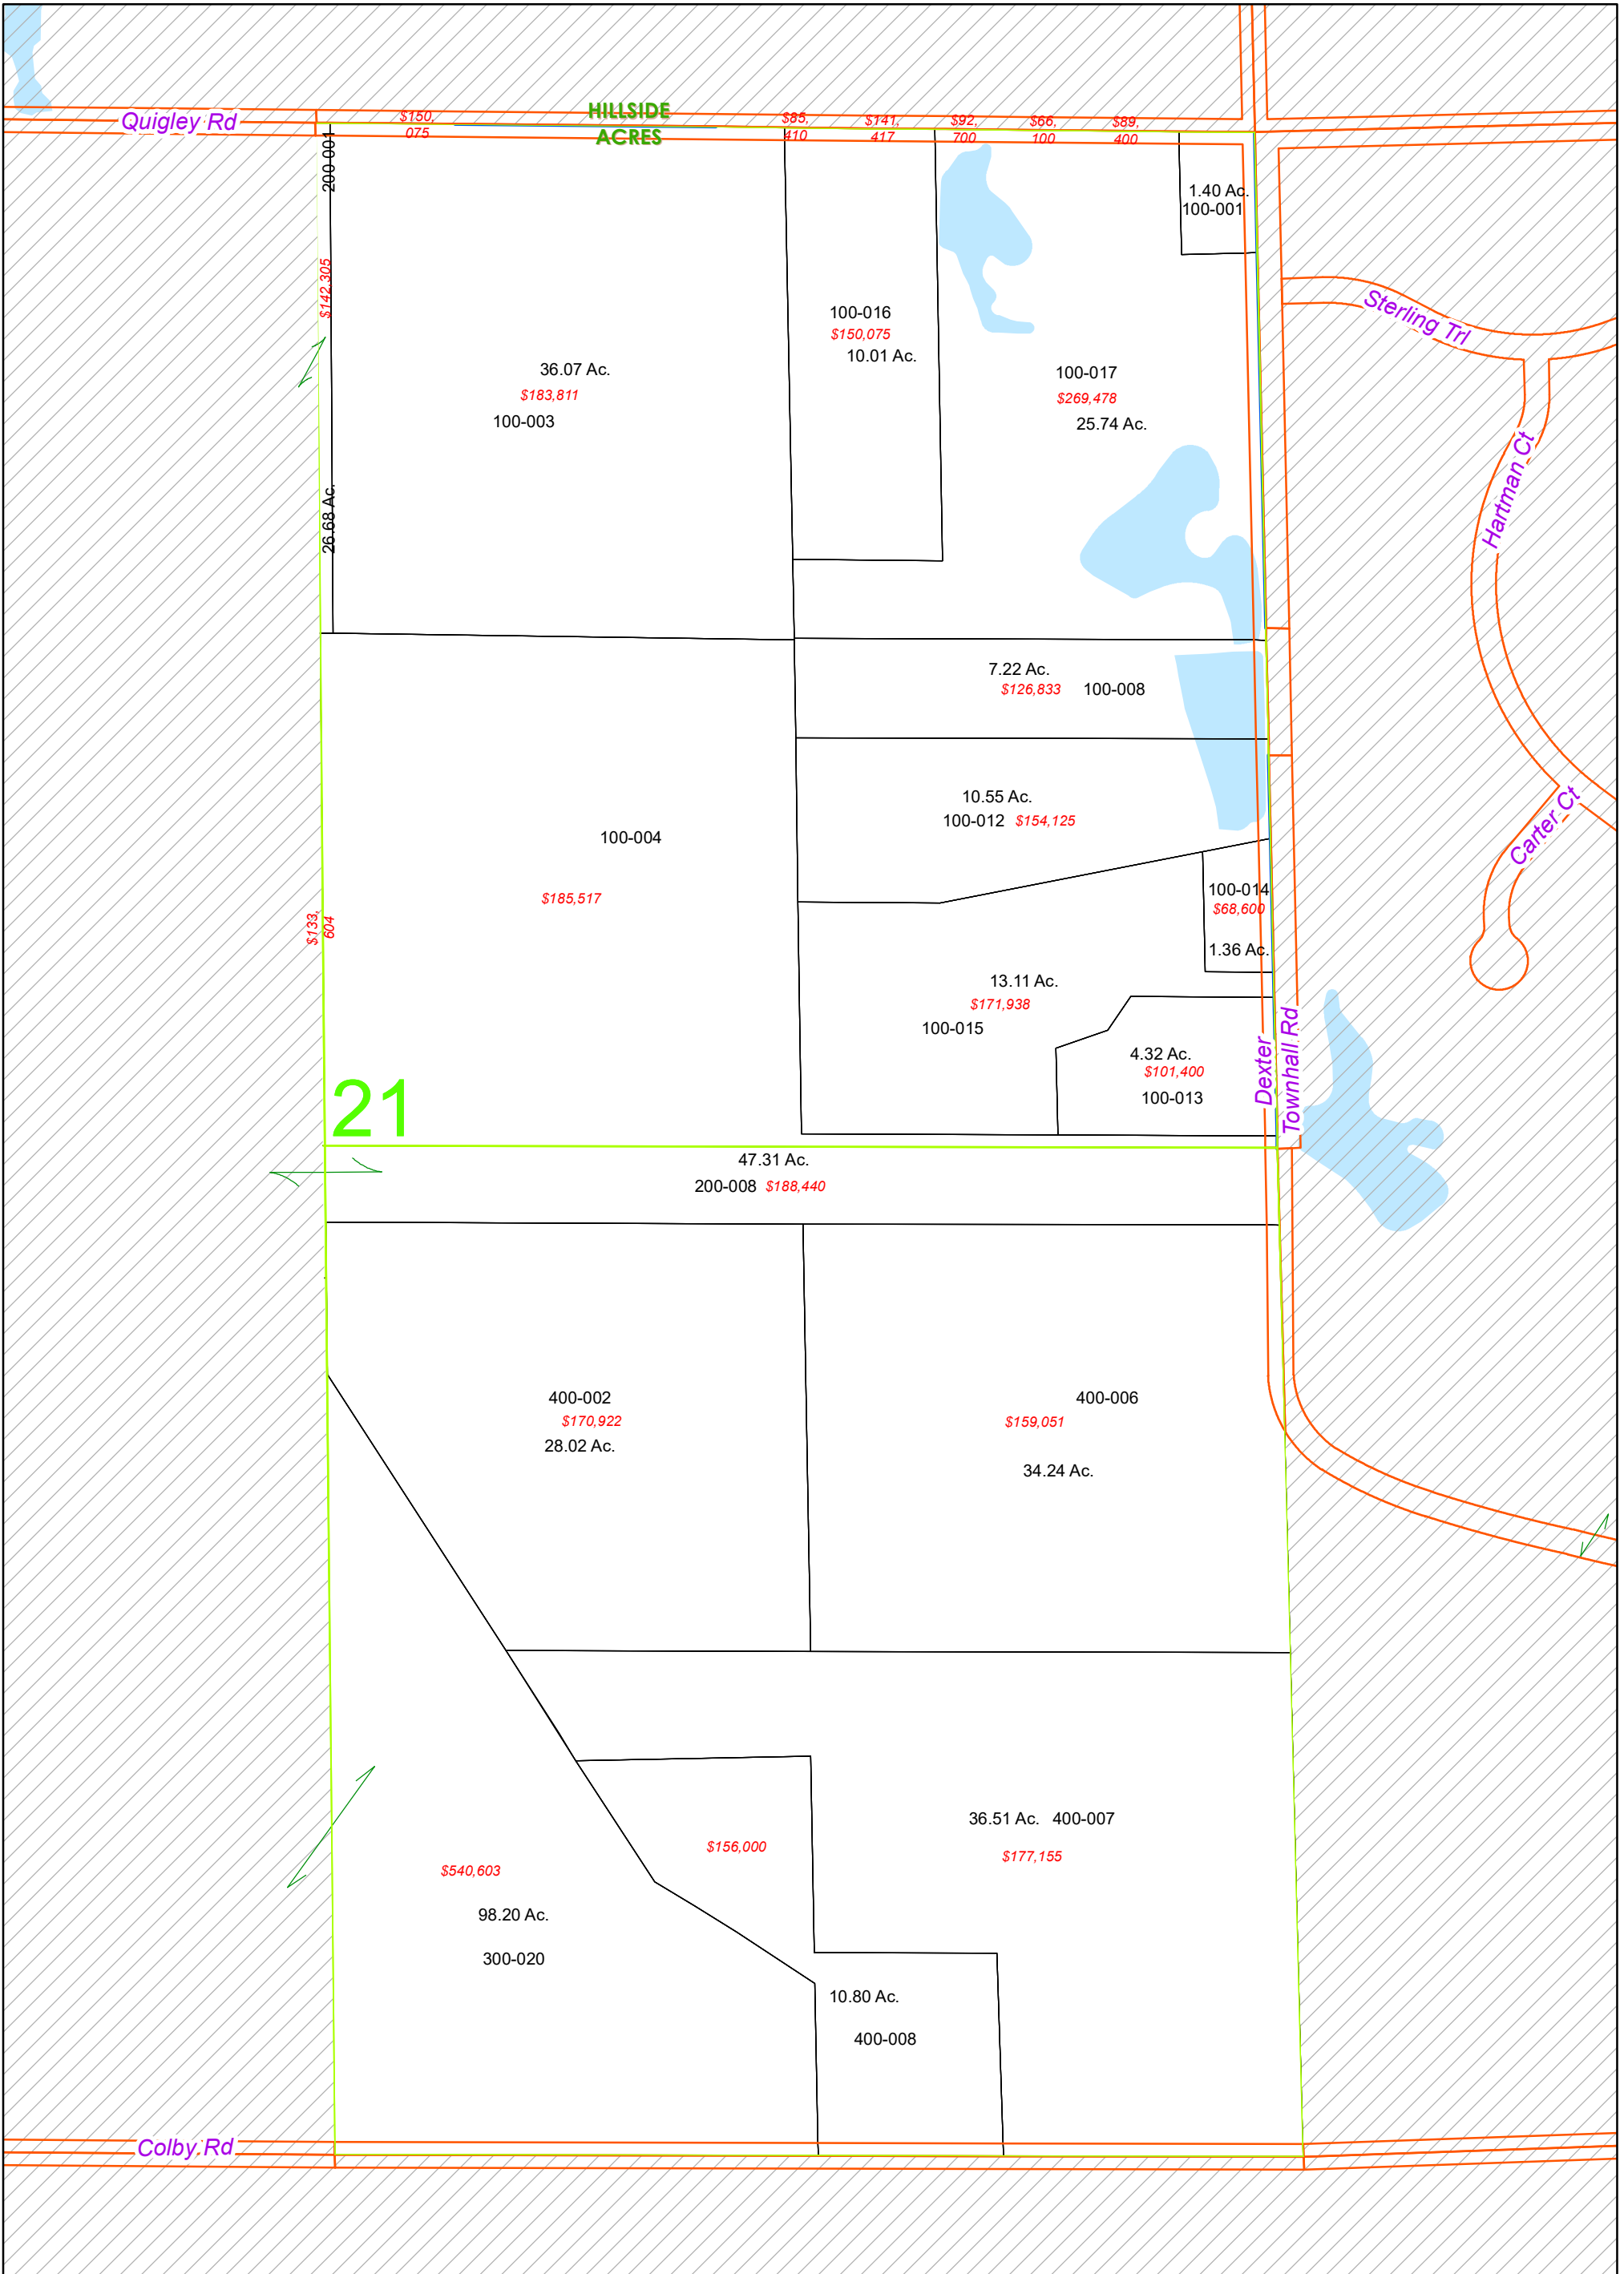 HILLSIDE
ACRES
Quigley Rd
$150,
075
$85,
410
$141,
417
$92,
700
$66,
100
$89,
400
200-001
$142,305
26.68 Ac.
1.40 Ac.
100-001
36.07 Ac.
$183,811
100-003
100-016
$150,075
10.01 Ac.
100-017
$269,478
25.74 Ac.
Sterling Trl
Hartman Ct
Carter Ct
7.22 Ac.
$126,833 100-008
10.55 Ac.
100-012 $154,125
100-004
$185,517
$133,
604
100-014
$68,600
1.36 Ac.
13.11 Ac.
$171,938
100-015
4.32 Ac.
$101,400
100-013
Dexter
Townhall Rd
21
47.31 Ac.
200-008 $188,440
400-002
$170,922
28.02 Ac.
400-006
$159,051
34.24 Ac.
36.51 Ac. 400-007
$177,155
$156,000
$540,603
98.20 Ac.
300-020
10.80 Ac.
400-008
Colby Rd